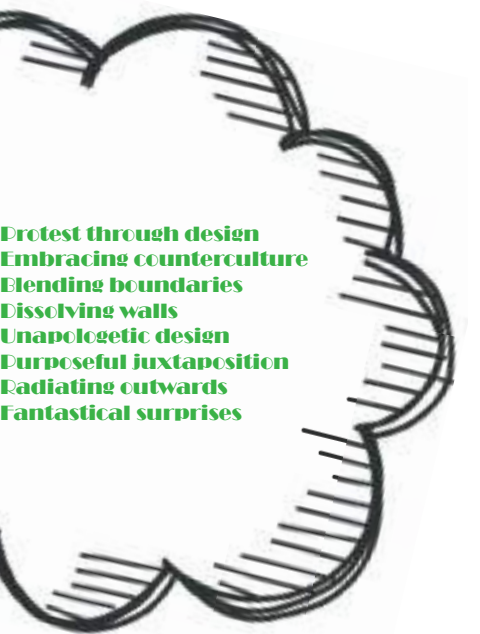 Protest through design
Embracing counterculture
Blending boundaries
Dissolving walls
Unapologetic design
Purposeful juxtaposition
Radiating outwards
Fantastical surprises